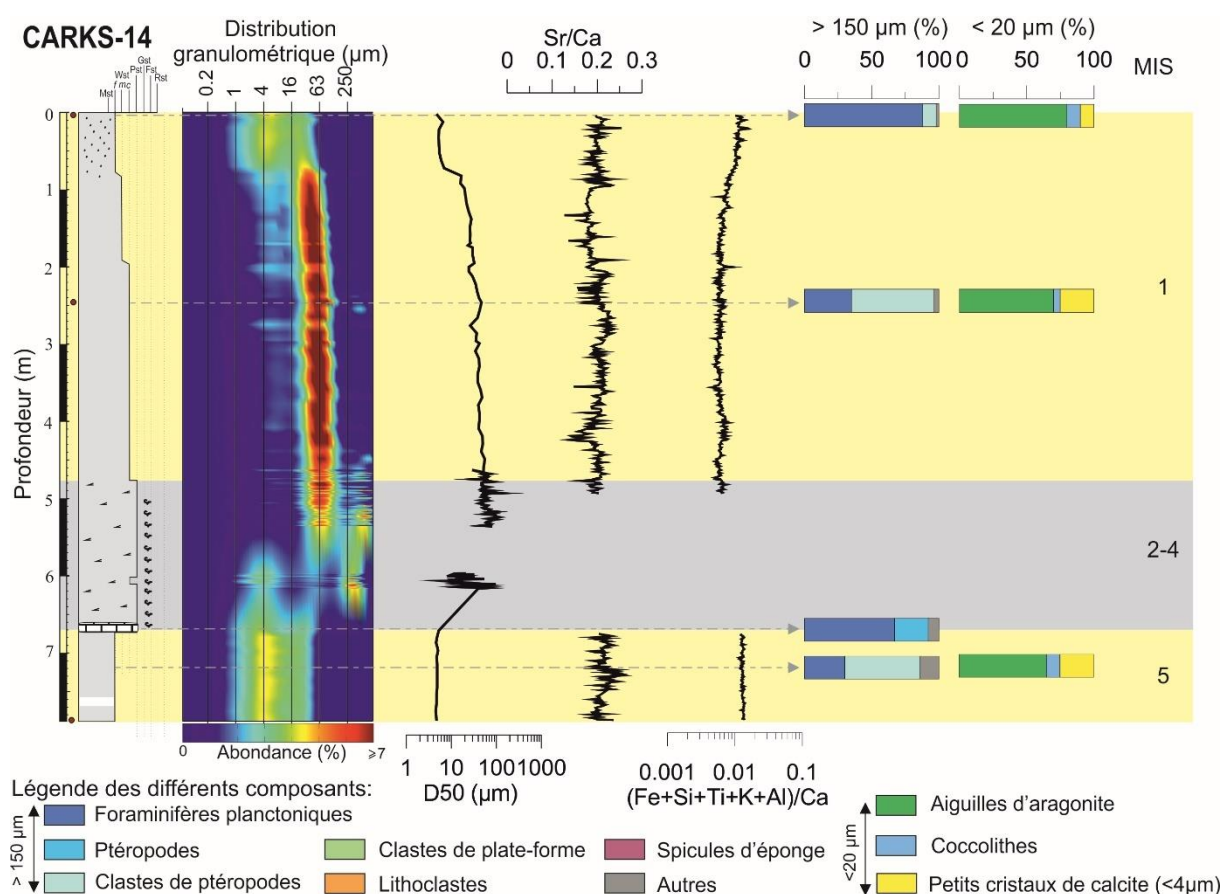 CARKS-14
Distribution
granulométrique (µm)
Sr/Ca
> 150 µm (%)
< 20 µm (%)
MIS
Mst
Wst
f mc
Pst
Gst
Fst
Rst
0.2
1
4
16
63
250
0
0.1
0.2
0.3
0
50
100
0
50
100
Profondeur (m)
0
1
2
3
4
5
6
7
1
2-4
5
0
Abondance (%)
⩾7
1
10
100
1000
D50 (µm)
0.001
0.01
0.1
(Fe+Si+Ti+K+Al)/Ca
Légende des différents composants:
> 150 µm
Foraminifères planctoniques
Ptéropodes
Clastes de ptéropodes
Clastes de plate-forme
Lithoclastes
Spicules d'éponge
Autres
<20 µm
Aiguilles d'aragonite
Coccolithes
Petits cristaux de calcite (<4µm)